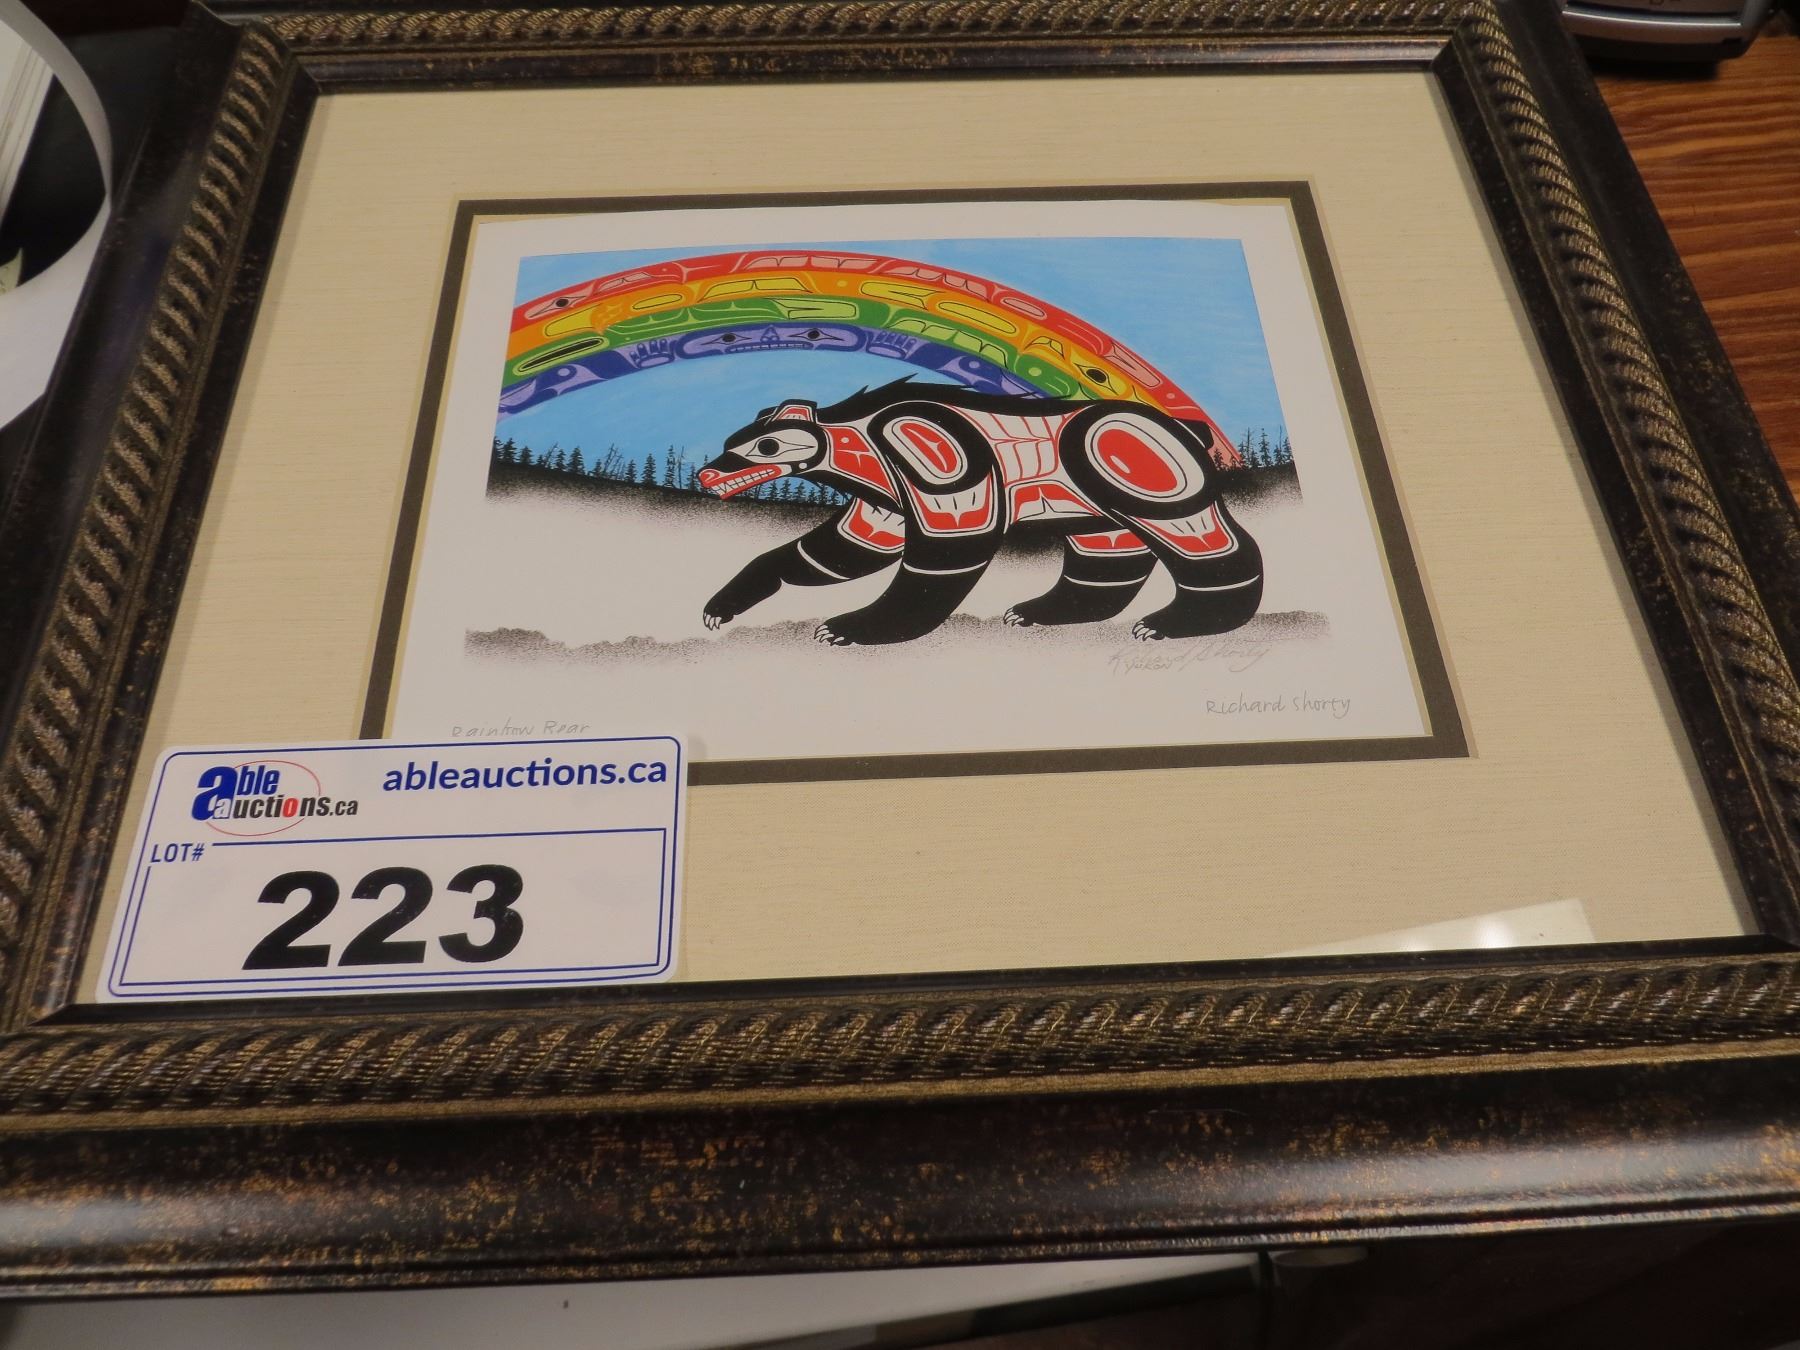 Richard Shorty
YUKON
Richard Shorty
Rainbow Bear
able auctions.ca
ableauctions.ca
LOT#
223